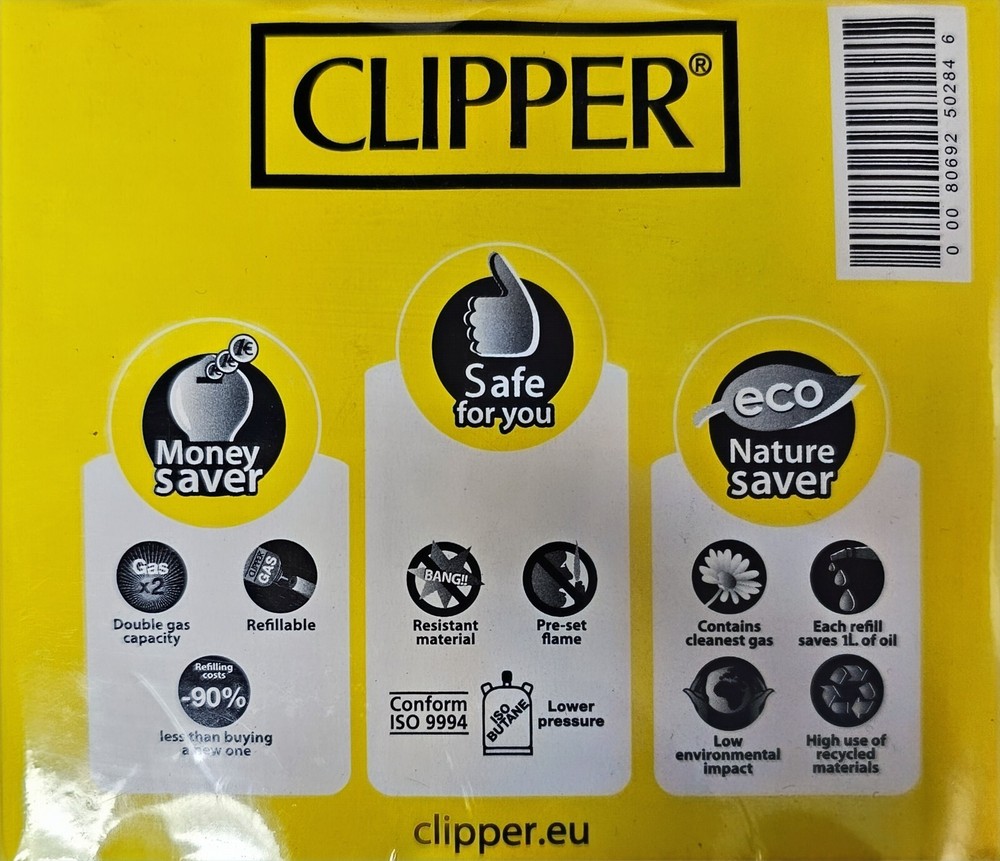 CLIPPER®
0 00 80692 50284 6
Money
saver
Gas
x2
Double gas
capacity
GAS
Refillable
Refilling
costs
-90%
less than buying
a new one
Safe
for you
BANG!!
Resistant
material
Pre-set
flame
Conform
ISO 9994
ISO
BUTANE
Lower
pressure
eco
Nature
saver
Contains
cleanest gas
Each refill
saves 1L. of oil
Low
environmental
impact
High use of
recycled
materials
clipper.eu